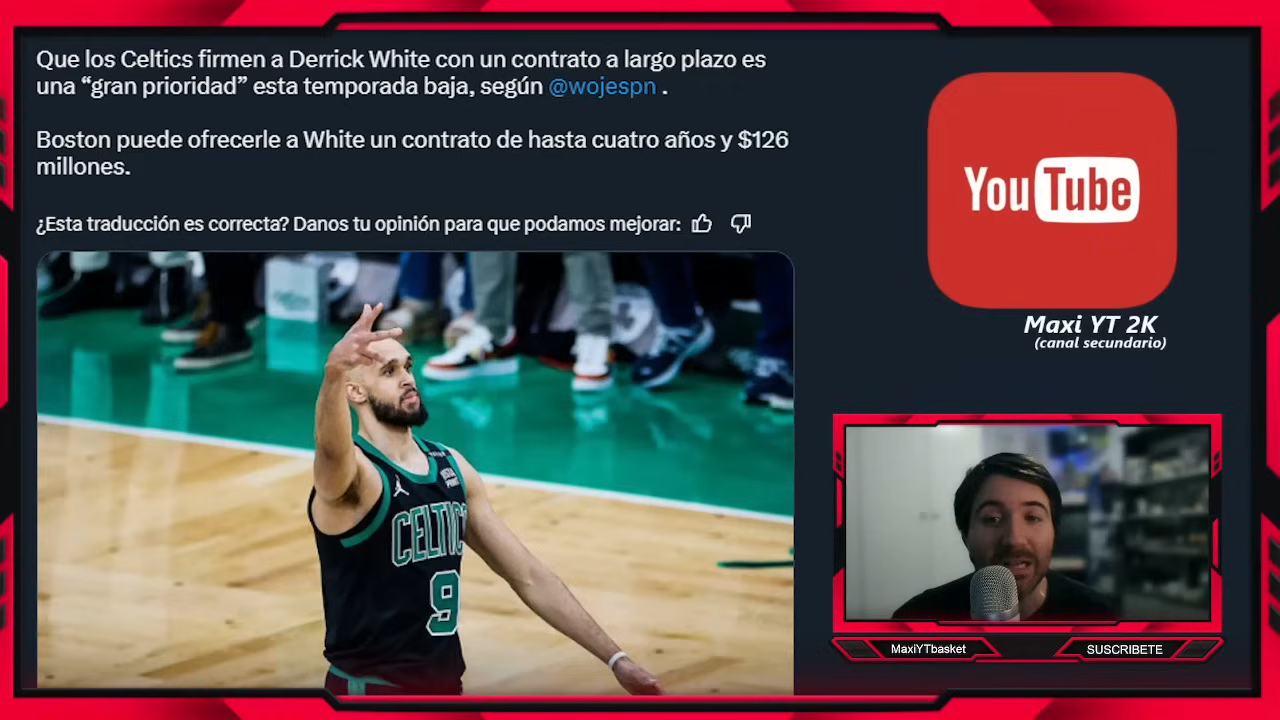 Que los Celtics firmen a Derrick White con un contrato a largo plazo es
una “gran prioridad” esta temporada baja, según @wojespn .
Boston puede ofrecerle a White un contrato de hasta cuatro años y $126
millones.
¿Esta traducción es correcta? Danos tu opinión para que podamos mejorar:
YouTube
Maxi YT 2K
(canal secundario)
CELTIC
9
MaxiYTbasket
SUSCRIBETE